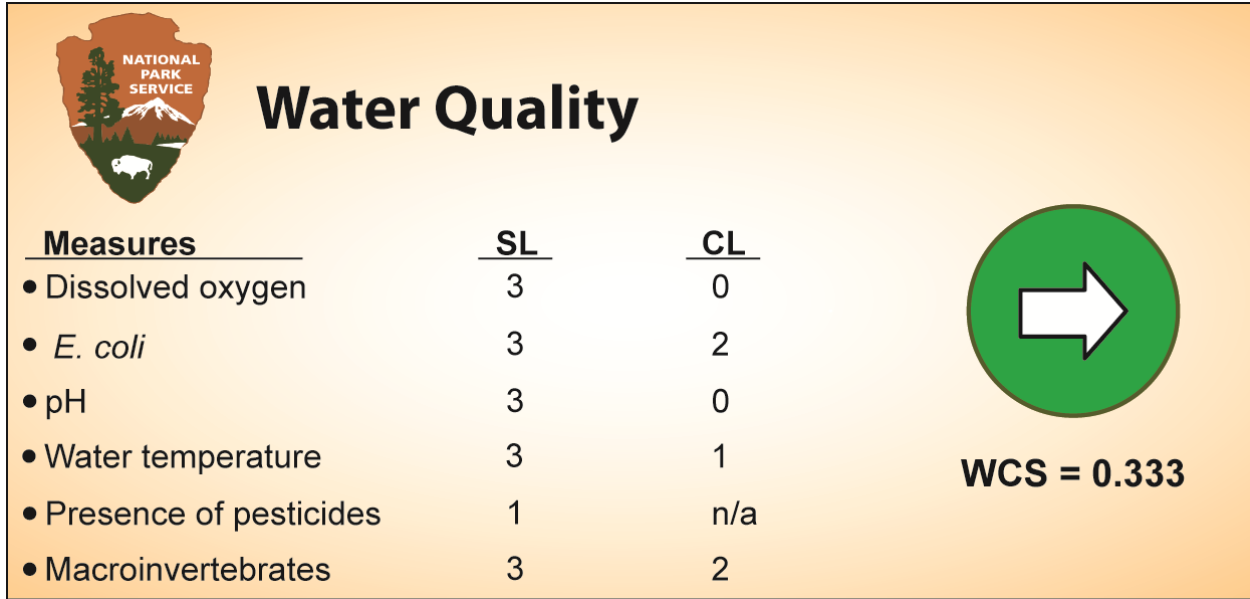 NATIONAL
PARK
SERVICE
Water Quality
Measures SL CL
• Dissolved oxygen 3 0
• E. coli 3 2
• pH 3 0
• Water temperature 3 1
• Presence of pesticides 1 n/a
• Macroinvertebrates 3 2
WCS = 0.333